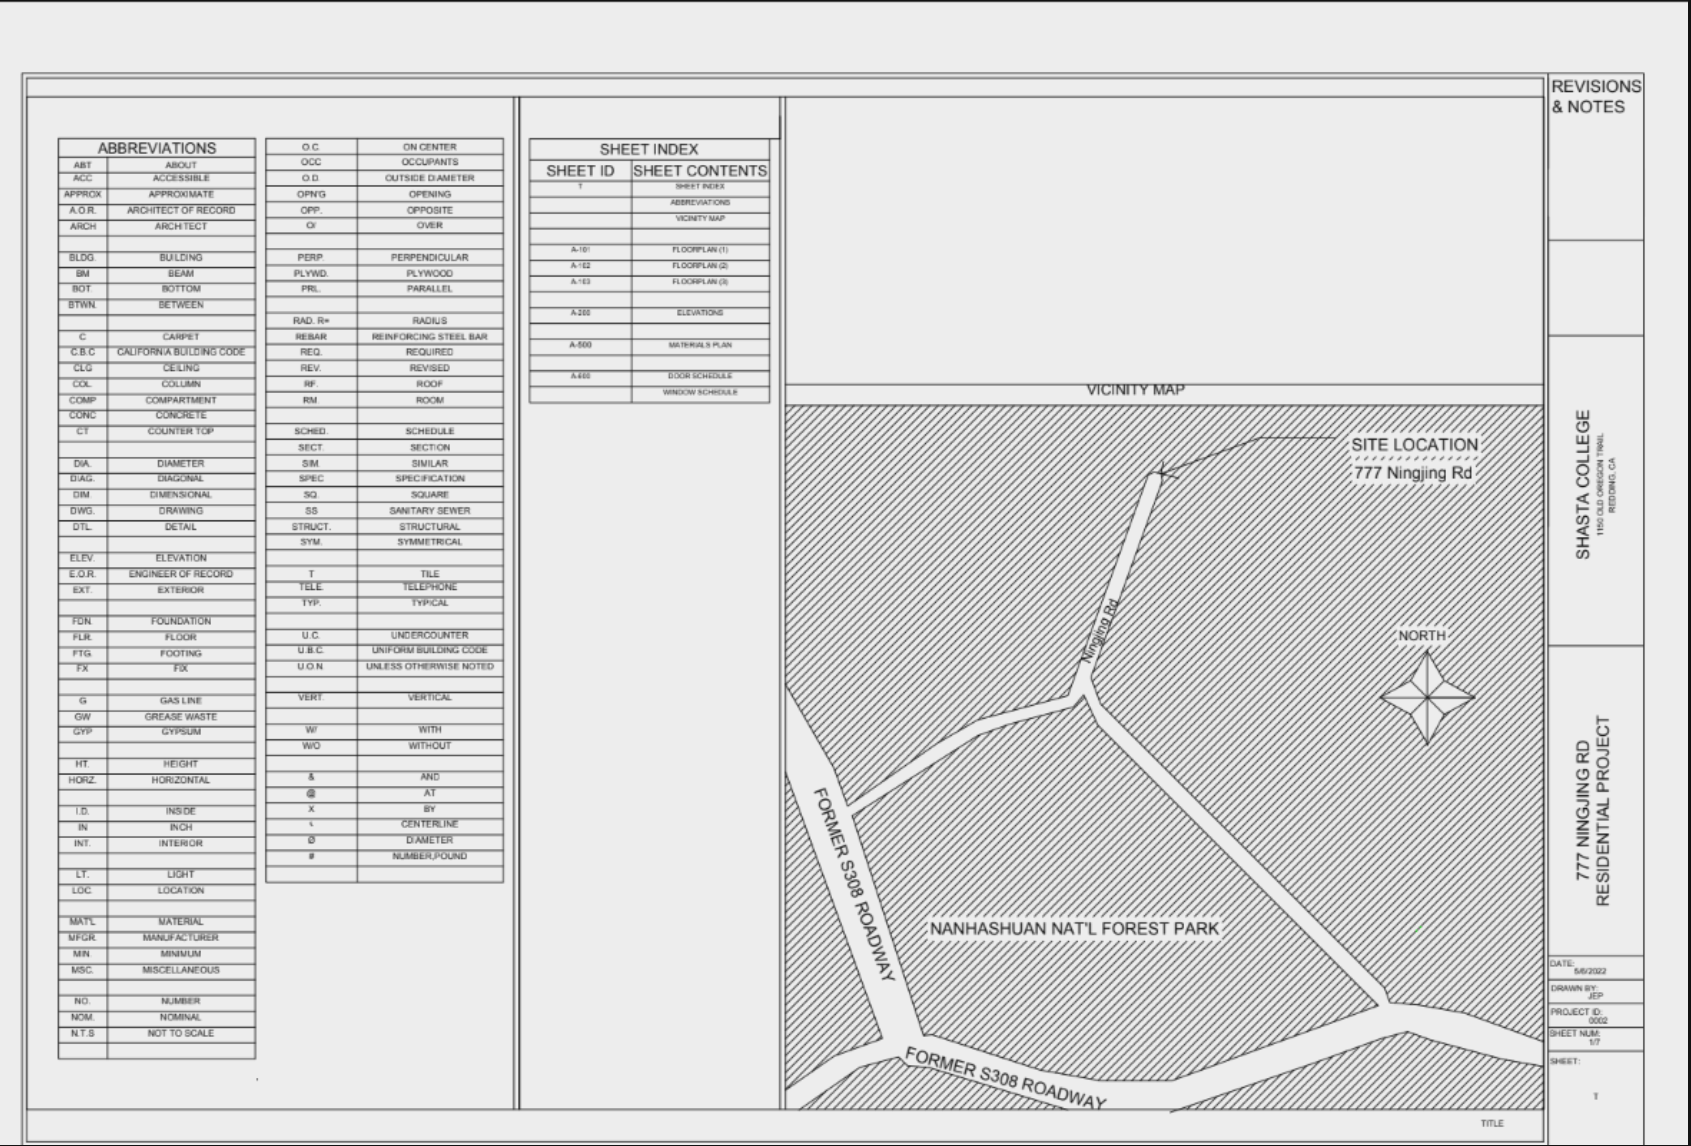 ABBREVIATIONS
ABT ABOUT
ACC ACCESSIBLE
APPROX APPROXIMATE
A.O.R. ARCHITECT OF RECORD
ARCH ARCHITECT
BLDG. BUILDING
BM BEAM
BOT. BOTTOM
BTWN. BETWEEN
C CARPET
C.B.C CALIFORNIA BUILDING CODE
CLG CEILING
COL. COLUMN
COMP COMPARTMENT
CONC CONCRETE
CT COUNTER TOP
DIA. DIAMETER
DIAG. DIAGONAL
DIM DIMENSIONAL
DWG. DRAWING
DTL. DETAIL
ELEV. ELEVATION
E.O.R. ENGINEER OF RECORD
EXT. EXTERIOR
FDN. FOUNDATION
FLR. FLOOR
FTG. FOOTING
FX FIX
G GAS LINE
GW GREASE WASTE
GYP GYPSUM
HT. HEIGHT
HORZ. HORIZONTAL
I.D. INSIDE
IN INCH
INT. INTERIOR
LT. LIGHT
LOC. LOCATION
MAT'L MATERIAL
MFGR. MANUFACTURER
MIN. MINIMUM
MSC. MISCELLANEOUS
NO. NUMBER
NOM. NOMINAL
N.T.S NOT TO SCALE
O.C. ON CENTER
OCC OCCUPANTS
O.D. OUTSIDE DIAMETER
OPN'G OPENING
OPP. OPPOSITE
O/ OVER
PERP. PERPENDICULAR
PLYWD. PLYWOOD
PRL. PARALLEL
RAD. R= RADIUS
REBAR REINFORCING STEEL BAR
REQ. REQUIRED
REV. REVISED
RF. ROOF
RM ROOM
SCHED. SCHEDULE
SECT. SECTION
SIM. SIMILAR
SPEC SPECIFICATION
SQ. SQUARE
SS SANITARY SEWER
STRUCT. STRUCTURAL
SYM. SYMMETRICAL
T TILE
TELE. TELEPHONE
TYP. TYPICAL
U.C. UNDERCOUNTER
U.B.C. UNIFORM BUILDING CODE
U.O.N. UNLESS OTHERWISE NOTED
VERT. VERTICAL
W/ WITH
W/O WITHOUT
& AND
@ AT
X BY
CENTERLINE
Ø DIAMETER
# NUMBER,POUND
SHEET INDEX
SHEET ID SHEET CONTENTS
T SHEET INDEX
ABBREVIATIONS
VICINITY MAP
A-101 FLOORPLAN (1)
A-102 FLOORPLAN (2)
A-103 FLOORPLAN (3)
A-200 ELEVATIONS
A-500 MATERIALS PLAN
A-600 DOOR SCHEDULE
WINDOW SCHEDULE
VICINITY MAP
SITE LOCATION
777 Ningjing Rd
Ningjing Rd
NORTH
FORMER S308 ROADWAY
NANHASHUAN NAT'L FOREST PARK
FORMER S308 ROADWAY
TITLE
REVISIONS
& NOTES
SHASTA COLLEGE
1150 OLD OREGON TRAIL
REDDING, CA
777 NINGJING RD
RESIDENTIAL PROJECT
DATE:
5/6/2022
DRAWN BY:
JEP
PROJECT ID:
0002
SHEET NUM:
1/7
SHEET:
T